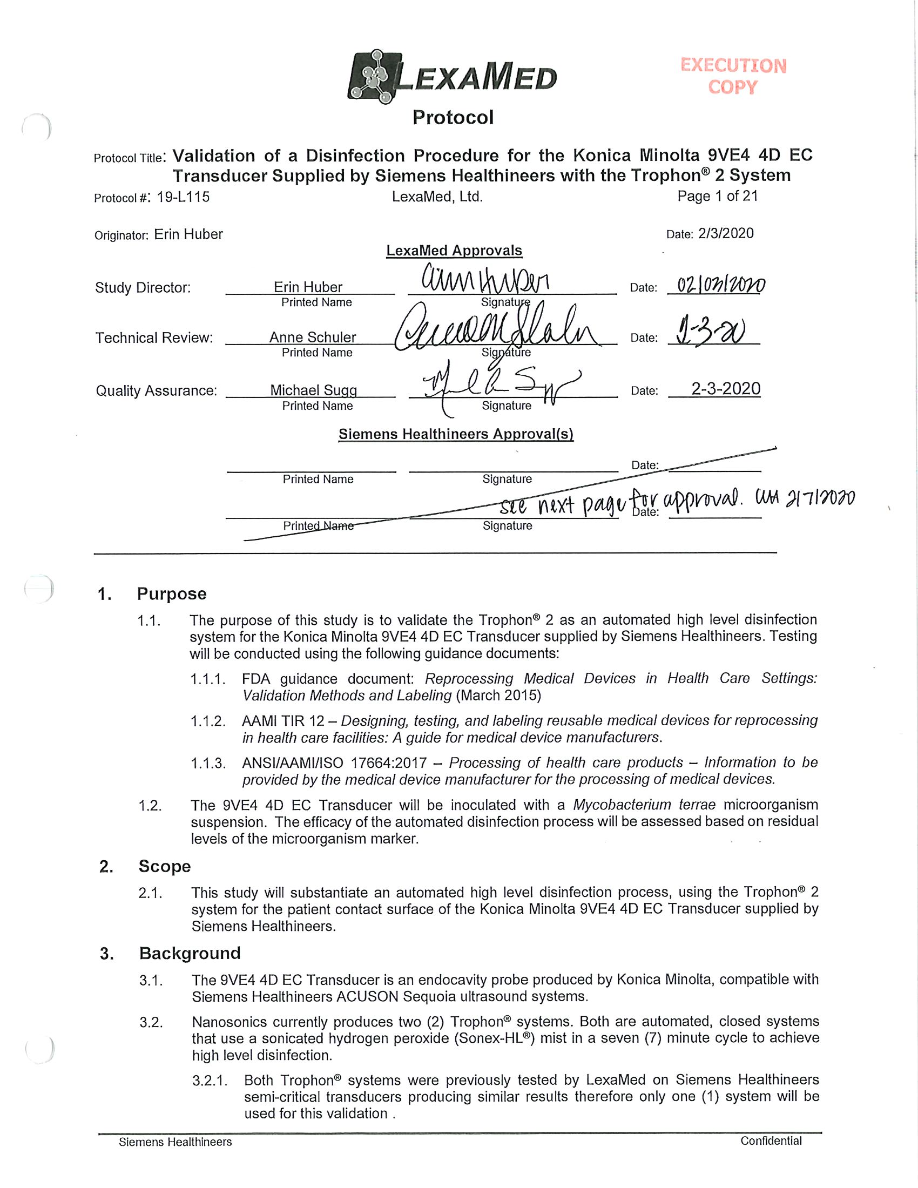 LEXAMED
EXECUTION
COPY
Protocol
Protocol Title: Validation of a Disinfection Procedure for the Konica Minolta 9VE4 4D EC
Transducer Supplied by Siemens Healthineers with the Trophon® 2 System
Protocol #: 19-L115 LexaMed, Ltd. Page 1 of 21
Originator: Erin Huber Date: 2/3/2020
LexaMed Approvals
Study Director: Erin Huber Date: 02/03/2020
Printed Name Signature
Technical Review: Anne Schuler Date: 2-3-20
Printed Name Signature
Quality Assurance: Michael Sugg Date: 2-3-2020
Printed Name Signature
Siemens Healthineers Approval(s)
Date:
Printed Name Signature
see next page for approval. 2/7/2020
Date:
Printed Name Signature
1. Purpose
1.1. The purpose of this study is to validate the Trophon® 2 as an automated high level disinfection
system for the Konica Minolta 9VE4 4D EC Transducer supplied by Siemens Healthineers. Testing
will be conducted using the following guidance documents:
1.1.1. FDA guidance document: Reprocessing Medical Devices in Health Care Settings:
Validation Methods and Labeling (March 2015)
1.1.2. AAMI TIR 12 – Designing, testing, and labeling reusable medical devices for reprocessing
in health care facilities: A guide for medical device manufacturers.
1.1.3. ANSI/AAMI/ISO 17664:2017 – Processing of health care products – Information to be
provided by the medical device manufacturer for the processing of medical devices.
1.2. The 9VE4 4D EC Transducer will be inoculated with a Mycobacterium terrae microorganism
suspension. The efficacy of the automated disinfection process will be assessed based on residual
levels of the microorganism marker.
2. Scope
2.1. This study will substantiate an automated high level disinfection process, using the Trophon® 2
system for the patient contact surface of the Konica Minolta 9VE4 4D EC Transducer supplied by
Siemens Healthineers.
3. Background
3.1. The 9VE4 4D EC Transducer is an endocavity probe produced by Konica Minolta, compatible with
Siemens Healthineers ACUSON Sequoia ultrasound systems.
3.2. Nanosonics currently produces two (2) Trophon® systems. Both are automated, closed systems
that use a sonicated hydrogen peroxide (Sonex-HL®) mist in a seven (7) minute cycle to achieve
high level disinfection.
3.2.1. Both Trophon® systems were previously tested by LexaMed on Siemens Healthineers
semi-critical transducers producing similar results therefore only one (1) system will be
used for this validation .
Siemens Healthineers Confidential